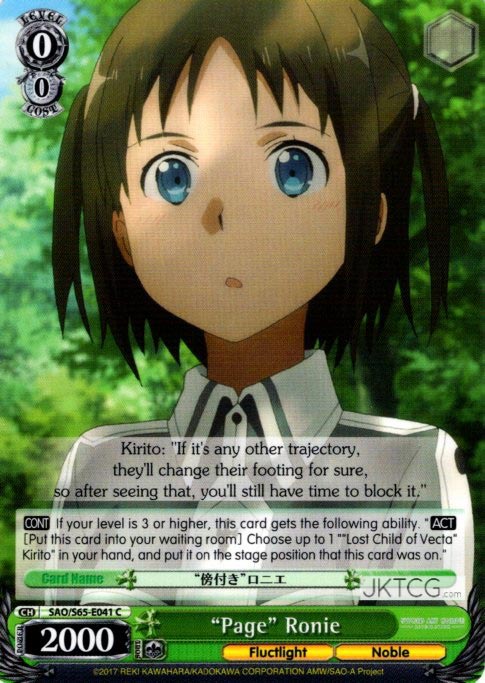 LEVEL
0
0
COST
Kirito: "If it's any other trajectory,
they'll change their footing for sure,
so after seeing that, you'll still have time to block it."
CONT If your level is 3 or higher, this card gets the following ability. "ACT
[Put this card into your waiting room] Choose up to 1 ""Lost Child of Vecta"
Kirito" in your hand, and put it on the stage position that this card was on."
Card Name "傍付き"ロニエ
JKTCG.com
CH SAO/S65-E041 C
POWER 2000 SOUL
"Page" Ronie
SWORD ART ONLINE
Fluctlight Noble
©2017 REKI KAWAHARA/KADOKAWA CORPORATION AMW/SAO-A Project